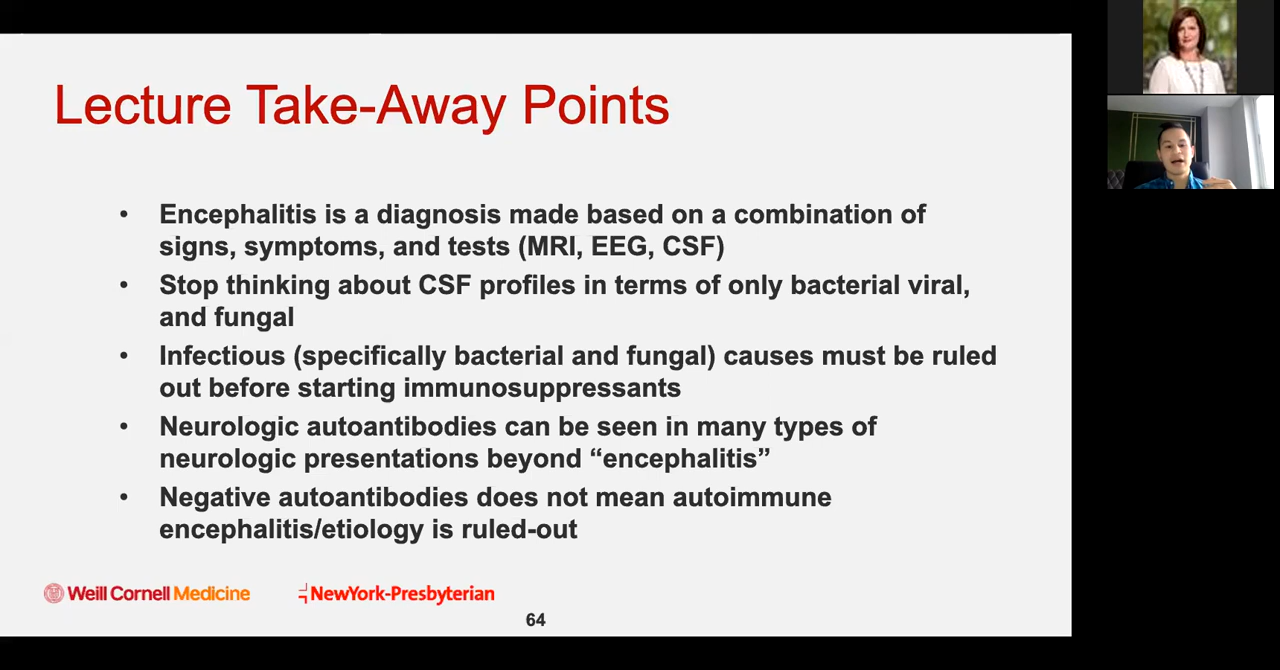 Lecture Take-Away Points
• Encephalitis is a diagnosis made based on a combination of
signs, symptoms, and tests (MRI, EEG, CSF)
• Stop thinking about CSF profiles in terms of only bacterial viral,
and fungal
• Infectious (specifically bacterial and fungal) causes must be ruled
out before starting immunosuppressants
• Neurologic autoantibodies can be seen in many types of
neurologic presentations beyond “encephalitis”
• Negative autoantibodies does not mean autoimmune
encephalitis/etiology is ruled-out
Weill Cornell Medicine
NewYork-Presbyterian
64